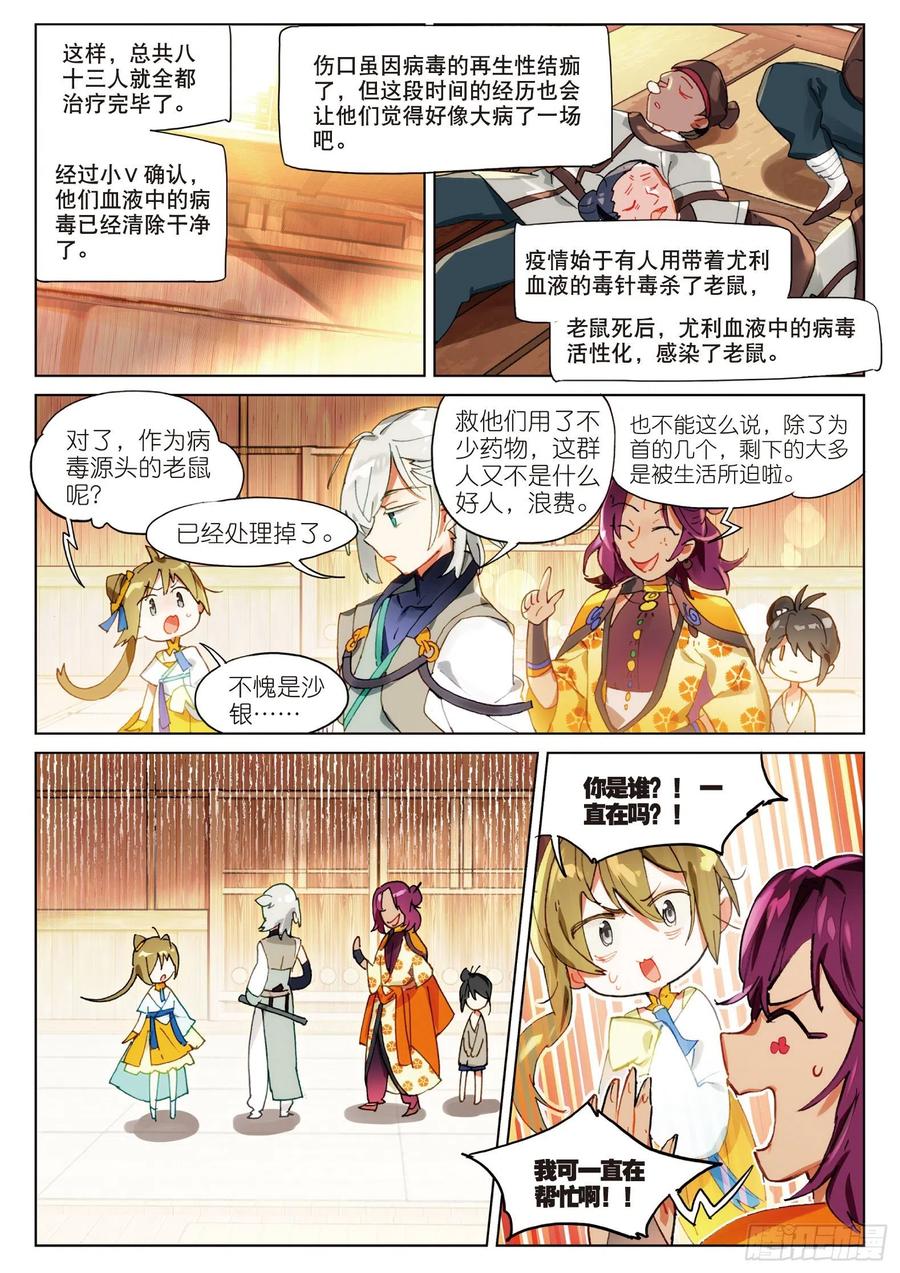 这样，总共八
十三人就全都
治疗完毕了。
经过小V确认，
他们血液中的病
毒已经清除干净
了。
伤口虽因病毒的再生性结痂
了，但这段时间的经历也会
让他们觉得好像大病了一场
吧。
疫情始于有人用带着尤利
血液的毒针毒杀了老鼠，
老鼠死后，尤利血液中的病毒
活性化，感染了老鼠。
对了，作为病
毒源头的老鼠
呢？
已经处理掉了。
不愧是沙
银……
救他们用了不
少药物，这群
人又不是什么
好人，浪费。
也不能这么说，除了为
首的几个，剩下的大多
是被生活所迫啦。
你是谁？！一
直在吗？！
我可一直在
帮忙啊！！
腾讯动漫